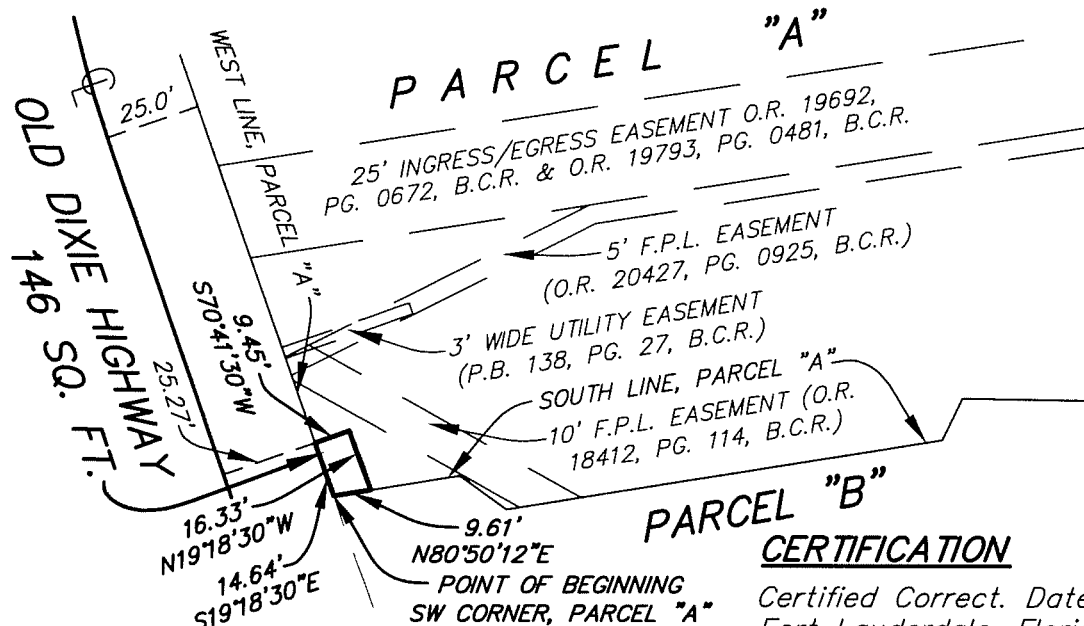 PARCEL "A"
25.0'
WEST LINE, PARCEL "A"
25' INGRESS/EGRESS EASEMENT O.R. 19692,
PG. 0672, B.C.R. & O.R. 19793, PG. 0481, B.C.R.
OLD DIXIE HIGHWAY
146 SQ. FT.
5' F.P.L. EASEMENT
(O.R. 20427, PG. 0925, B.C.R.)
9.45'
S70°41'30"W
3' WIDE UTILITY EASEMENT
(P.B. 138, PG. 27, B.C.R.)
25.27'
SOUTH LINE, PARCEL "A"
10' F.P.L. EASEMENT (O.R.
18412, PG. 114, B.C.R.)
PARCEL "B"
16.33'
N19°18'30"W
14.64'
S19°18'30"E
9.61'
N80°50'12"E
POINT OF BEGINNING
SW CORNER, PARCEL "A"
CERTIFICATION
Certified Correct. Date